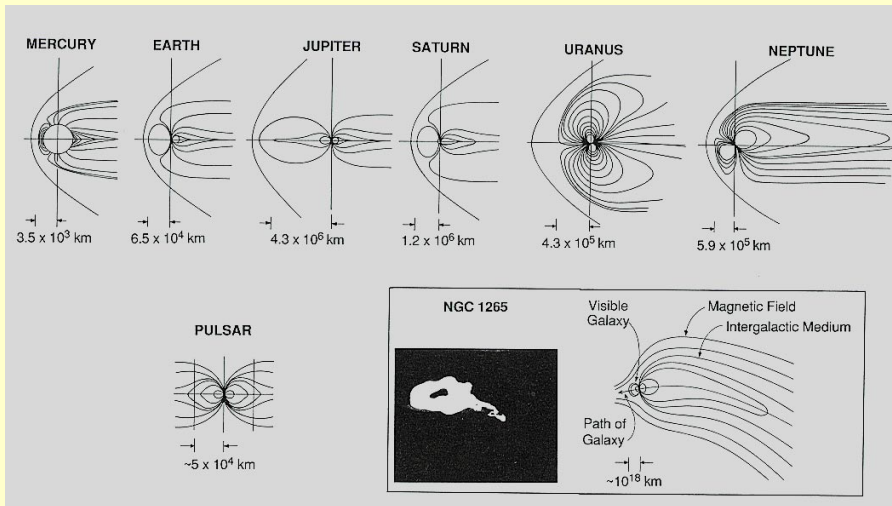 MERCURY
EARTH
JUPITER
SATURN
URANUS
NEPTUNE
3.5 x 10³ km
6.5 x 10⁴ km
4.3 x 10⁶ km
1.2 x 10⁶ km
4.3 x 10⁵ km
5.9 x 10⁵ km
PULSAR
~5 x 10⁴ km
NGC 1265
Visible
Galaxy
Magnetic Field
Intergalactic Medium
Path of
Galaxy
~10¹⁸ km